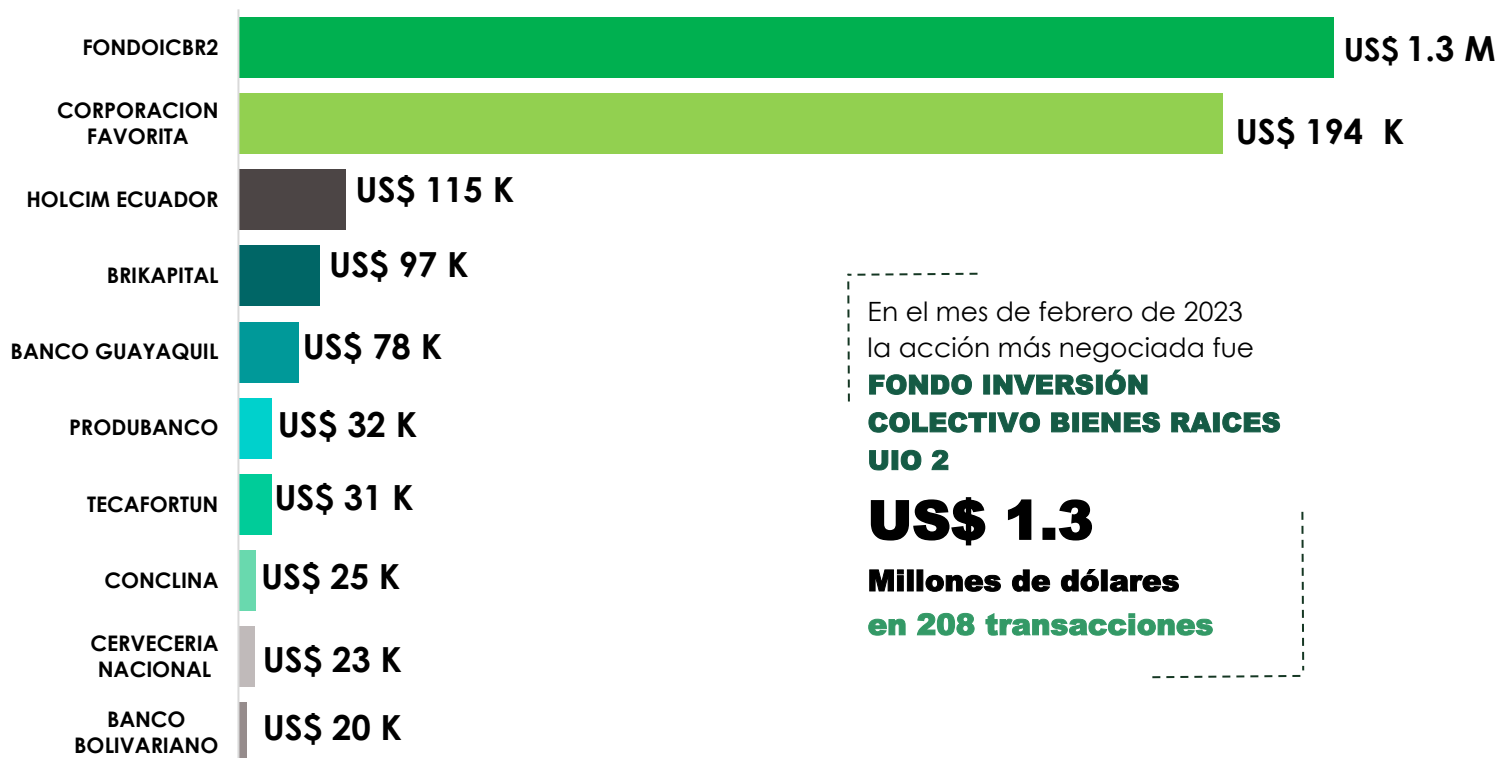 FONDOICBR2
US$ 1.3 M
CORPORACION
FAVORITA
US$ 194 K
HOLCIM ECUADOR
US$ 115 K
BRIKAPITAL
US$ 97 K
BANCO GUAYAQUIL
US$ 78 K
PRODUBANCO
US$ 32 K
TECAFORTUN
US$ 31 K
CONCLINA
US$ 25 K
CERVECERIA
NACIONAL
US$ 23 K
BANCO
BOLIVARIANO
US$ 20 K
En el mes de febrero de 2023
la acción más negociada fue
FONDO INVERSIÓN
COLECTIVO BIENES RAICES
UIO 2
US$ 1.3
Millones de dólares
en 208 transacciones